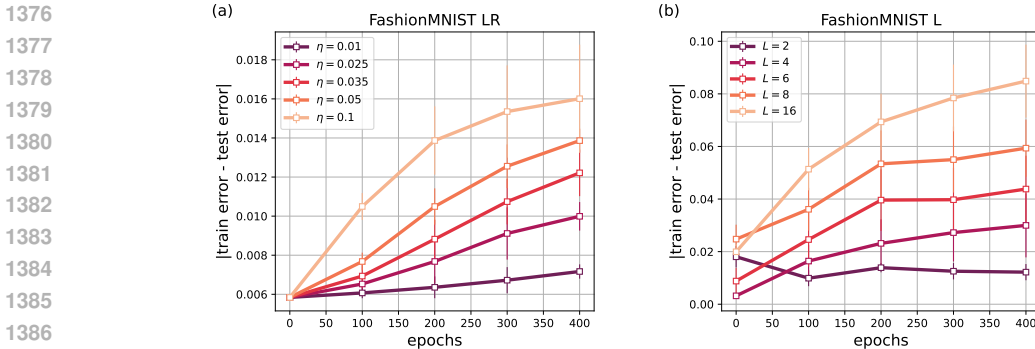 1376
1377
1378
1379
1380
1381
1382
1383
1384
1385
1386
(a)
FashionMNIST LR
|train error - test error|
0.018
0.016
0.014
0.012
0.010
0.008
0.006
η = 0.01
η = 0.025
η = 0.035
η = 0.05
η = 0.1
0 50 100 150 200 250 300 350 400
epochs
(b)
FashionMNIST L
|train error - test error|
0.10
0.08
0.06
0.04
0.02
0.00
L = 2
L = 4
L = 6
L = 8
L = 16
0 50 100 150 200 250 300 350 400
epochs